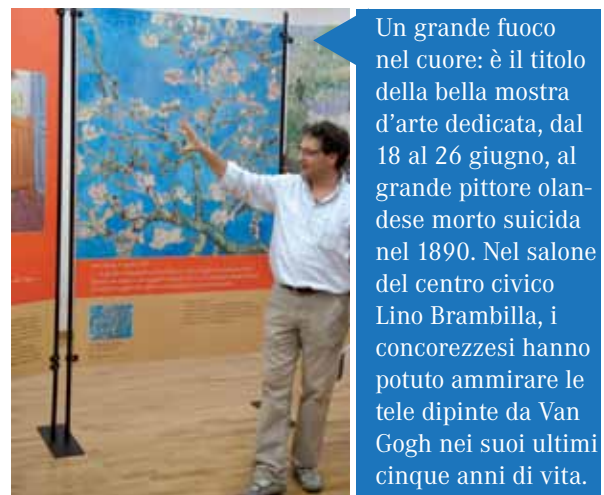 Un grande fuoco
nel cuore: è il titolo
della bella mostra
d'arte dedicata, dal
18 al 26 giugno, al
grande pittore olan-
dese morto suicida
nel 1890. Nel salone
del centro civico
Lino Brambilla, i
concorezzesi hanno
potuto ammirare le
tele dipinte da Van
Gogh nei suoi ultimi
cinque anni di vita.